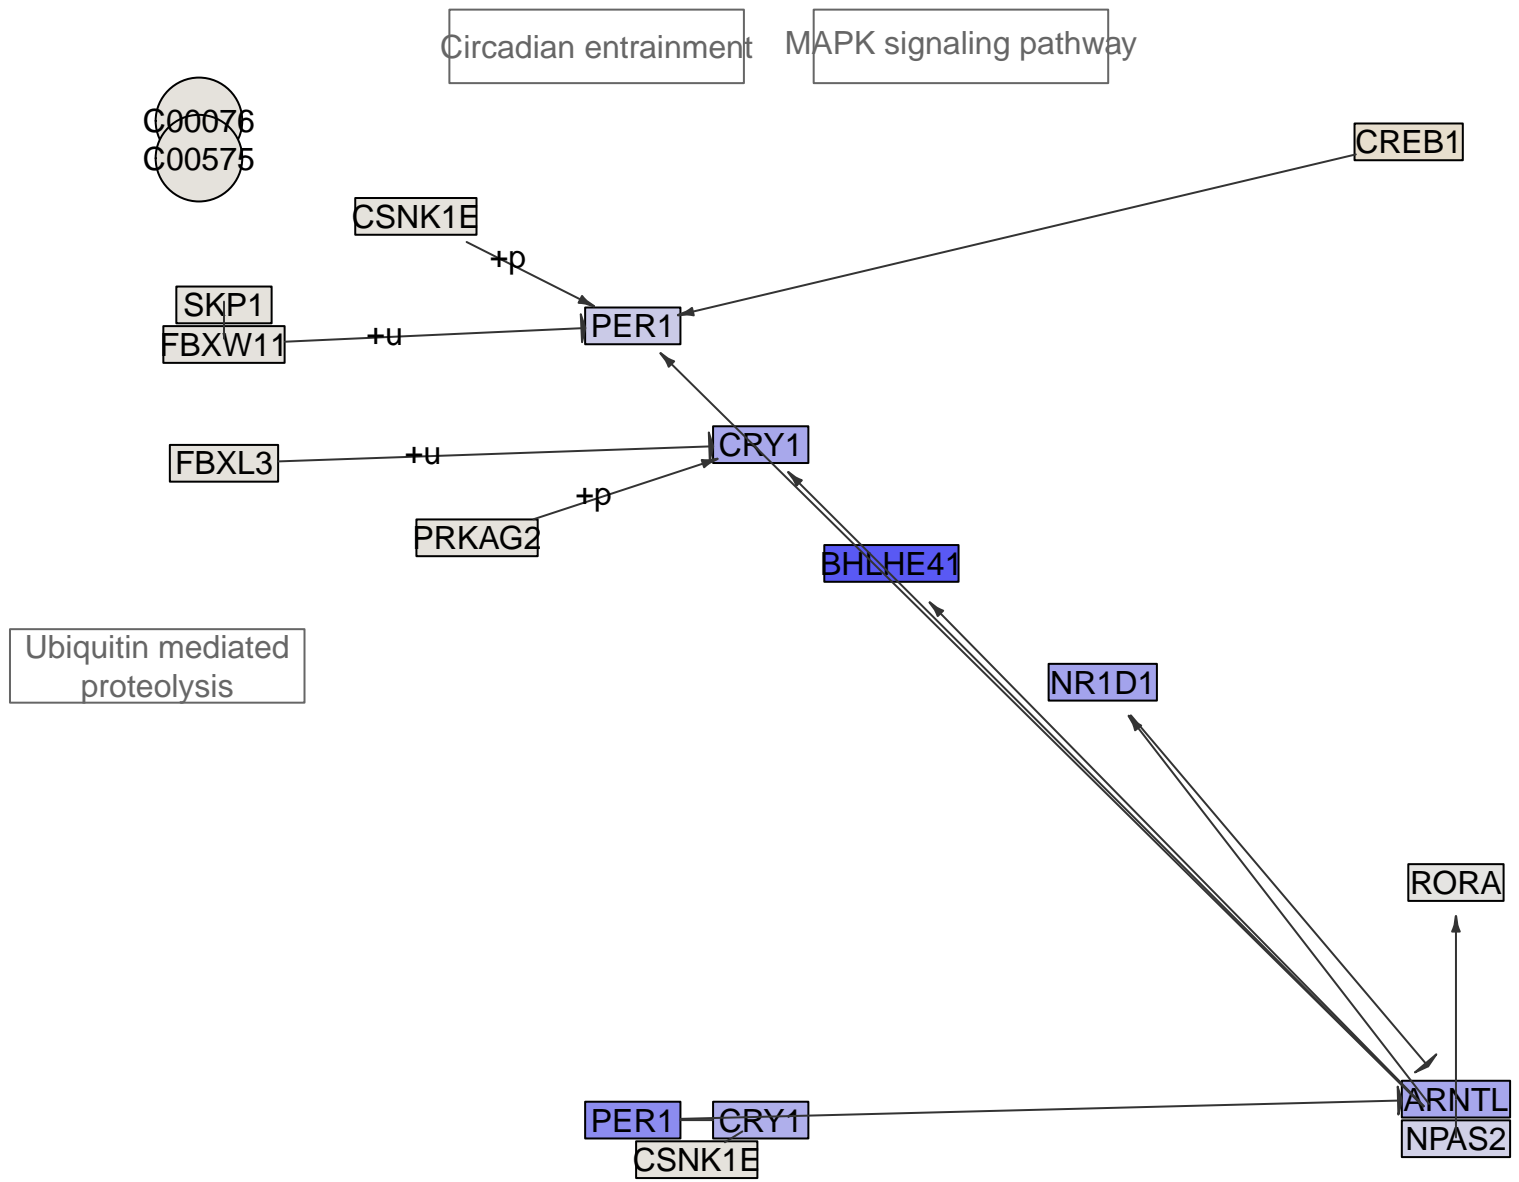 Circadian entrainment
MAPK signaling pathway
C00076
C00575
CREB1
CSNK1E
+p
SKP1
FBXW11
+u
PER1
FBXL3
+u
CRY1
+p
PRKAG2
BHLHE41
Ubiquitin mediated
proteolysis
NR1D1
RORA
PER1
CRY1
CSNK1E
ARNTL
NPAS2